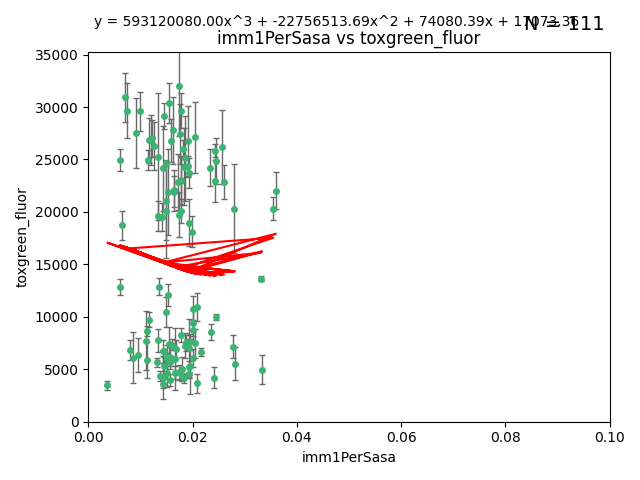 y = 593120080.00x^3 + -22756513.69x^2 + 74080.39x + 17073.36
N = 111
imm1PerSasa vs toxgreen_fluor
toxgreen_fluor
35000
30000
25000
20000
15000
10000
5000
0
0.00 0.02 0.04 0.06 0.08 0.10
imm1PerSasa